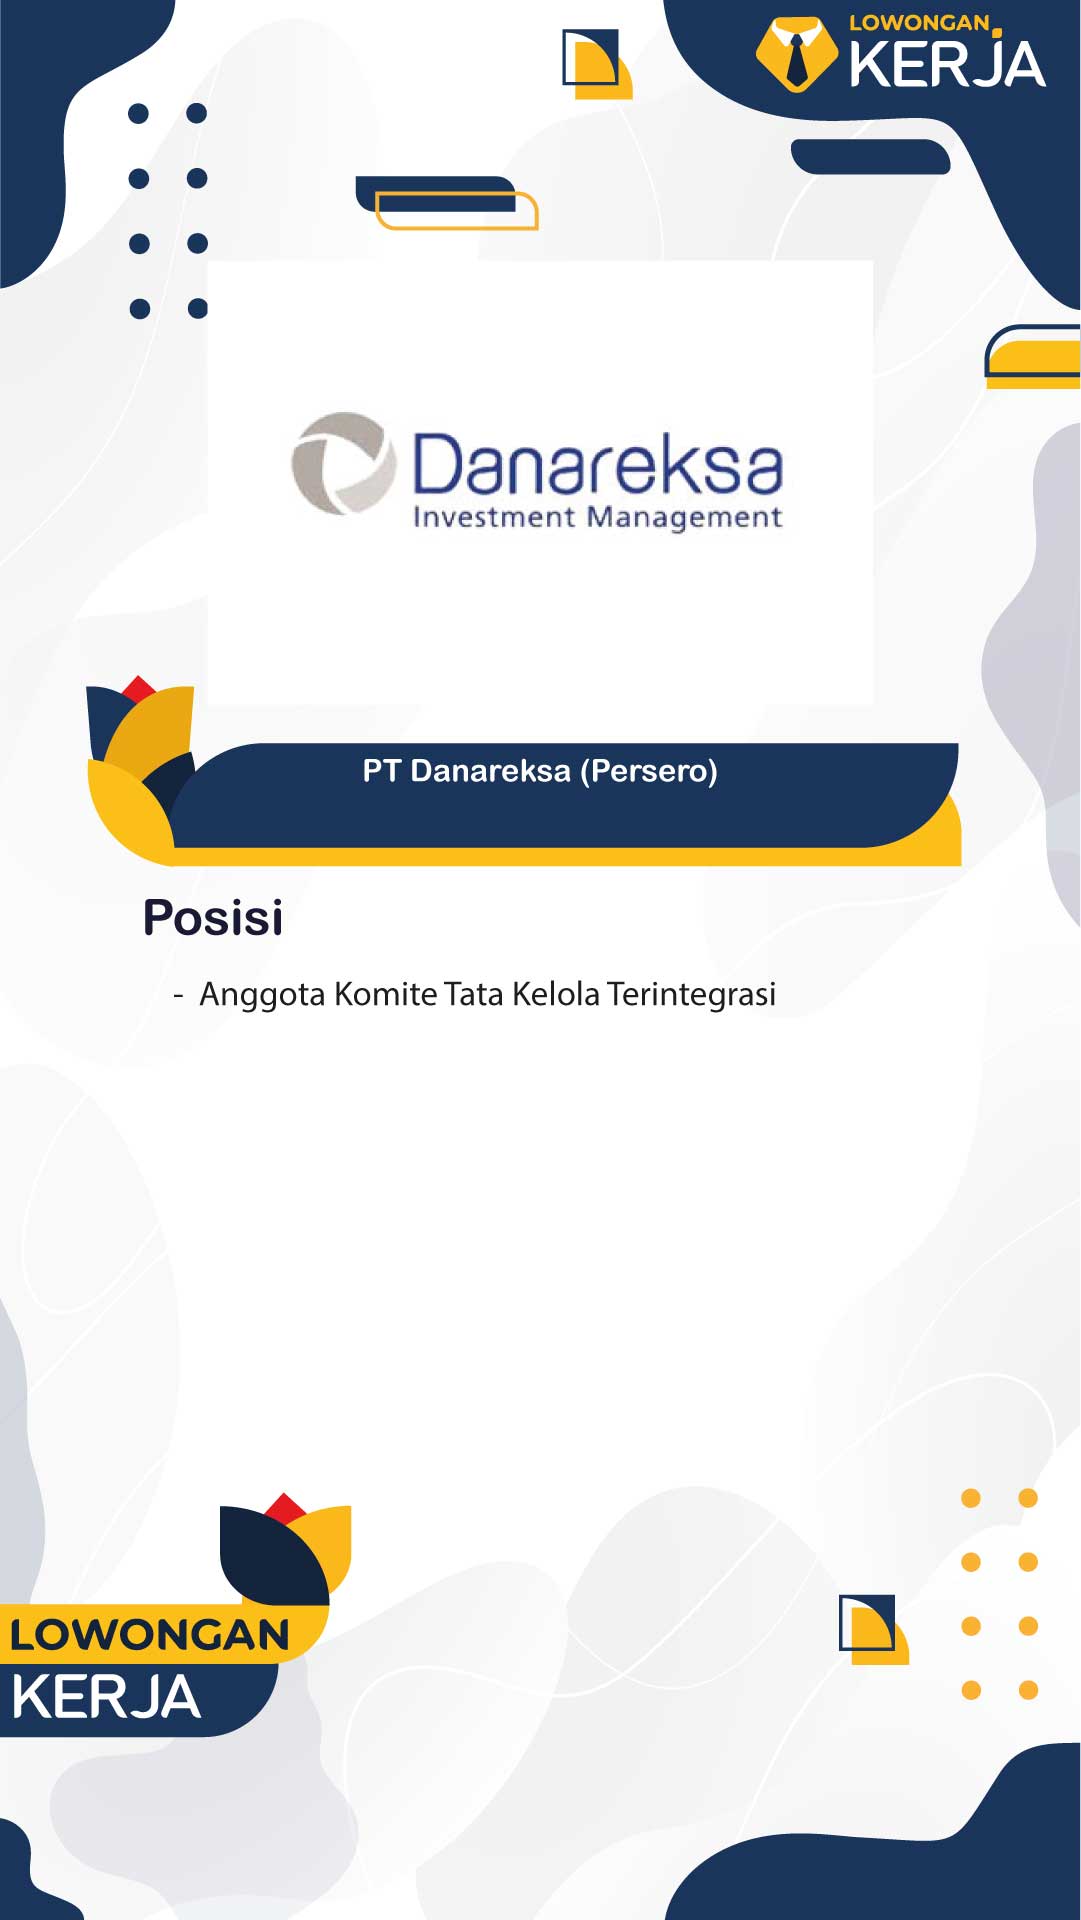 LOWONGAN
KERJA
Danareksa
Investment Management
PT Danareksa (Persero)
Posisi
- Anggota Komite Tata Kelola Terintegrasi
LOWONGAN
KERJA